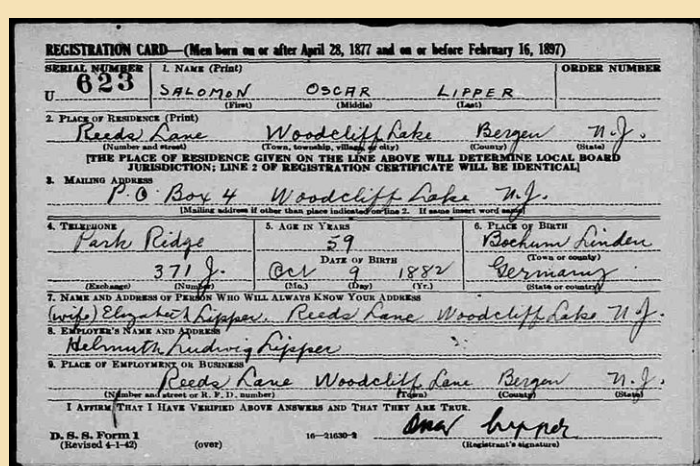 REGISTRATION CARD—(Men born on or after April 28, 1877 and on or before February 16, 1897)
SERIAL NUMBER 1. NAME (Print) ORDER NUMBER
U 623 SALOMON OSCAR LIPPER
(First) (Middle) (Last)
2. PLACE OF RESIDENCE (Print)
Reeds Lane Woodcliff Lake Bergen N.J.
(Number and street) (Town, township, village, or city) (County) (State)
[THE PLACE OF RESIDENCE GIVEN ON THE LINE ABOVE WILL DETERMINE LOCAL BOARD
JURISDICTION; LINE 2 OF REGISTRATION CERTIFICATE WILL BE IDENTICAL]
3. MAILING ADDRESS
P.O. Box 4 Woodcliff Lake N.J.
[Mailing address if other than place indicated on line 2. If same insert word same]
4. TELEPHONE 5. AGE IN YEARS 6. PLACE OF BIRTH
Park Ridge 59 Bochum Linden
DATE OF BIRTH (Town or county)
371 J. Oct 9 1882 Germany
(Exchange) (Number) (Mo.) (Day) (Yr.) (State or country)
7. NAME AND ADDRESS OF PERSON WHO WILL ALWAYS KNOW YOUR ADDRESS
(wife) Elizabeth Lipper. Reeds Lane Woodcliff Lake N.J.
8. EMPLOYER'S NAME AND ADDRESS
Helmuth Ludwig Lipper
9. PLACE OF EMPLOYMENT OR BUSINESS
Reeds Lane Woodcliff Lane Bergen N.J.
(Number and street or R. F. D. number) (Town) (County) (State)
I AFFIRM THAT I HAVE VERIFIED ABOVE ANSWERS AND THAT THEY ARE TRUE.
Oscar Lipper
D. S. S. Form 1
(Revised 4-1-42) (over) 16—21630-2 (Registrant's signature)